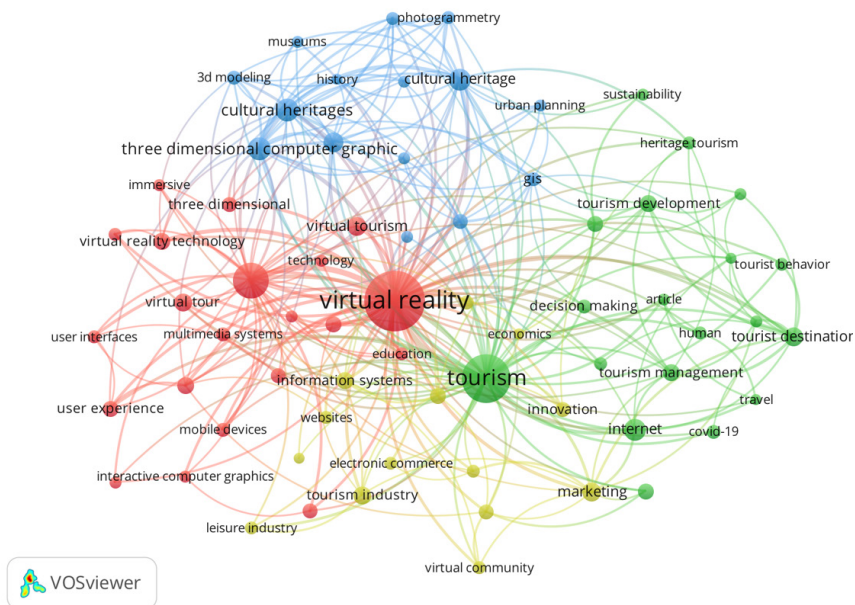 photogrammetry
museums
3d modeling
history
cultural heritage
sustainability
cultural heritages
urban planning
three dimensional computer graphic
heritage tourism
immersive
gis
three dimensional
tourism development
virtual tourism
virtual reality technology
technology
tourist behavior
virtual tour
virtual reality
decision making
article
user interfaces
multimedia systems
economics
human
tourist destination
education
information systems
tourism
tourism management
travel
user experience
websites
innovation
mobile devices
internet
covid-19
electronic commerce
interactive computer graphics
tourism industry
marketing
leisure industry
virtual community
VOSviewer